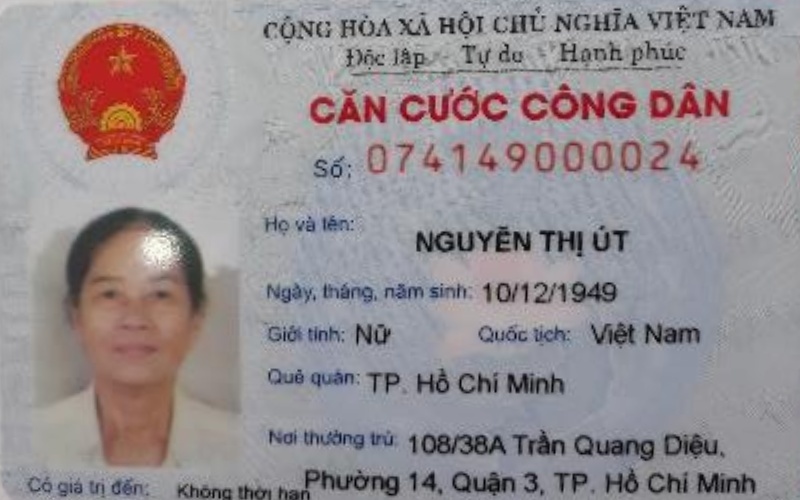 CỘNG HÒA XÃ HỘI CHỦ NGHĨA VIỆT NAM
Độc lập - Tự do - Hạnh phúc
CĂN CƯỚC CÔNG DÂN
Số: 074149000024
Họ và tên:
NGUYỄN THỊ ÚT
Ngày, tháng, năm sinh: 10/12/1949
Giới tính: Nữ Quốc tịch: Việt Nam
Quê quán: TP. Hồ Chí Minh
Nơi thường trú: 108/38A Trần Quang Diệu,
Phường 14, Quận 3, TP. Hồ Chí Minh
Có giá trị đến: Không thời hạn